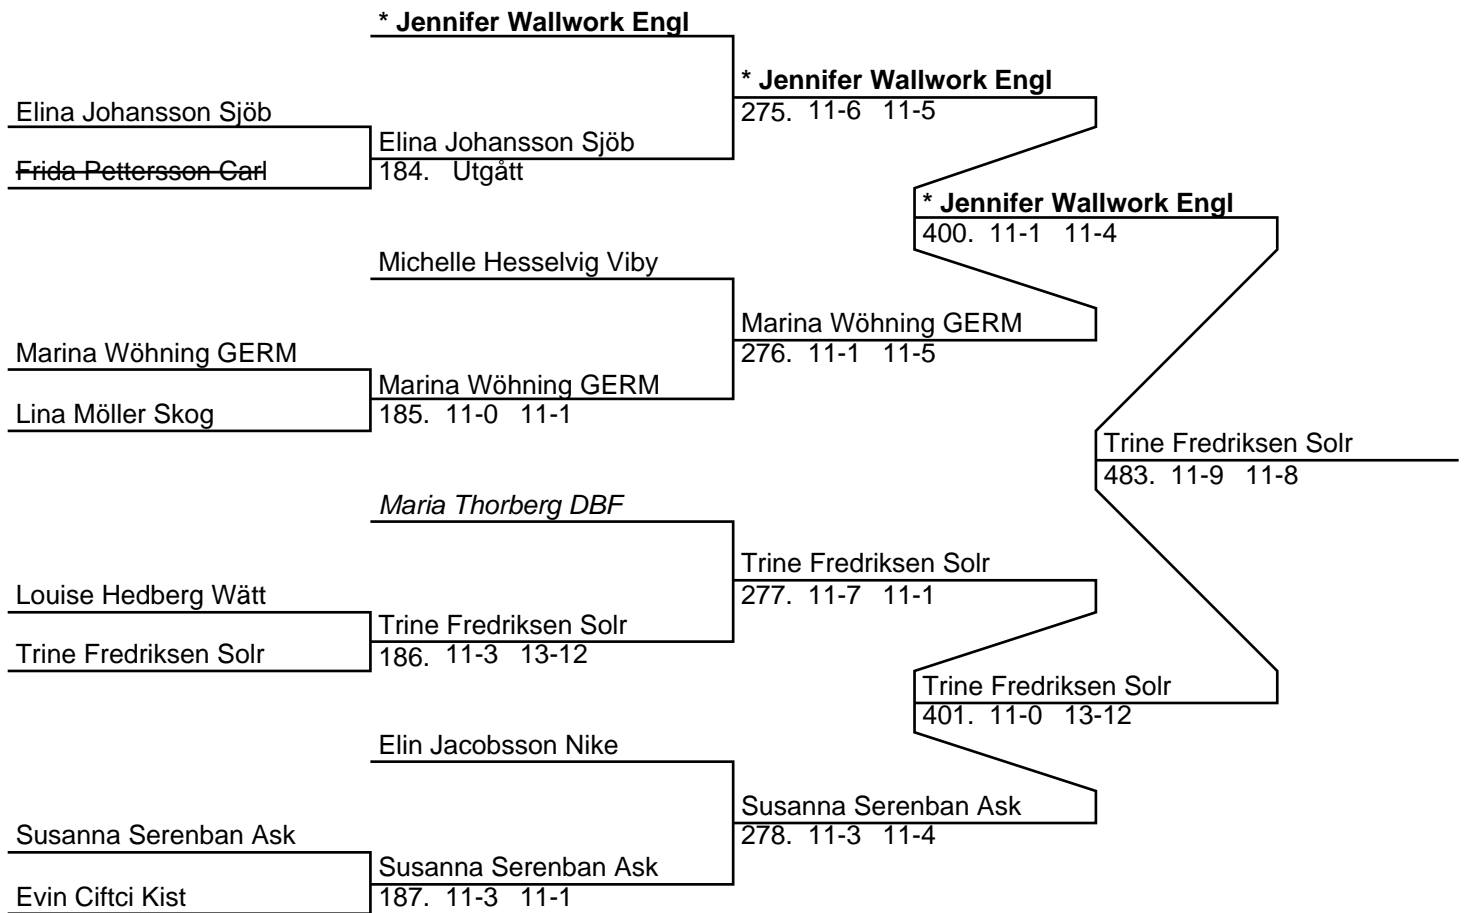 * Jennifer Wallwork Engl
* Jennifer Wallwork Engl
Elina Johansson Sjöb
275. 11-6 11-5
Elina Johansson Sjöb
Frida Pettersson Carl
184. Utgått
* Jennifer Wallwork Engl
400. 11-1 11-4
Michelle Hesselvig Viby
Marina Wöhning GERM
Marina Wöhning GERM
276. 11-1 11-5
Marina Wöhning GERM
Lina Möller Skog
185. 11-0 11-1
Trine Fredriksen Solr
483. 11-9 11-8
Maria Thorberg DBF
Trine Fredriksen Solr
Louise Hedberg Wätt
277. 11-7 11-1
Trine Fredriksen Solr
Trine Fredriksen Solr
186. 11-3 13-12
Trine Fredriksen Solr
401. 11-0 13-12
Elin Jacobsson Nike
Susanna Serenban Ask
Susanna Serenban Ask
278. 11-3 11-4
Susanna Serenban Ask
Evin Ciftci Kist
187. 11-3 11-1